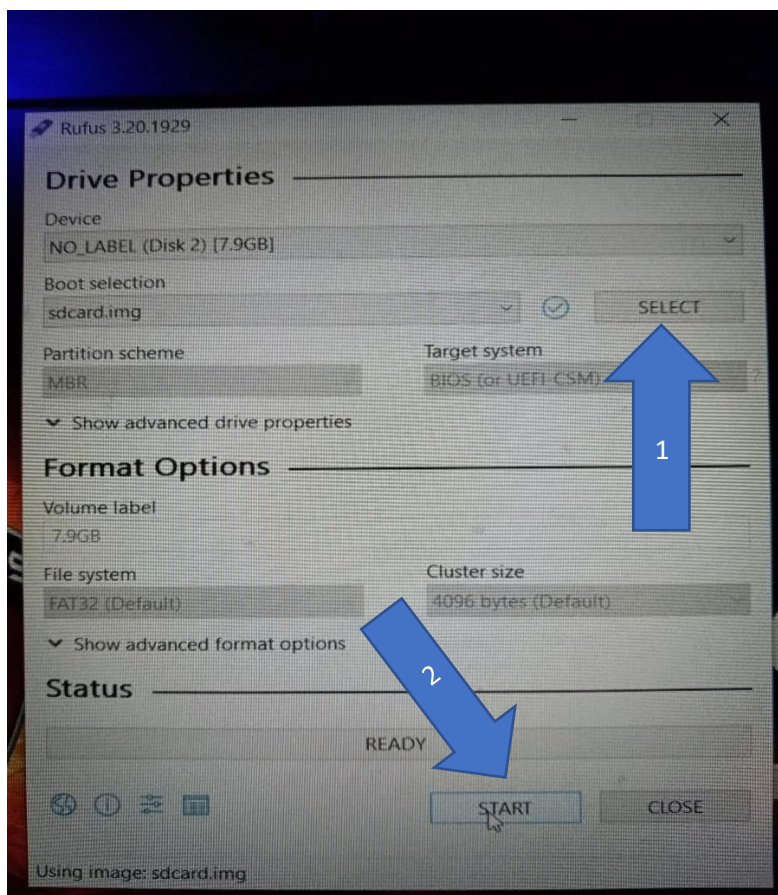 Rufus 3.20.1929
Drive Properties
Device
NO_LABEL (Disk 2) [7.9GB]
Boot selection
sdcard.img
SELECT
Partition scheme
Target system
MBR
BIOS (or UEFI-CSM)
?
Show advanced drive properties
1
Format Options
Volume label
7.9GB
File system
Cluster size
FAT32 (Default)
4096 bytes (Default)
Show advanced format options
2
Status
READY
START
CLOSE
Using image: sdcard.img